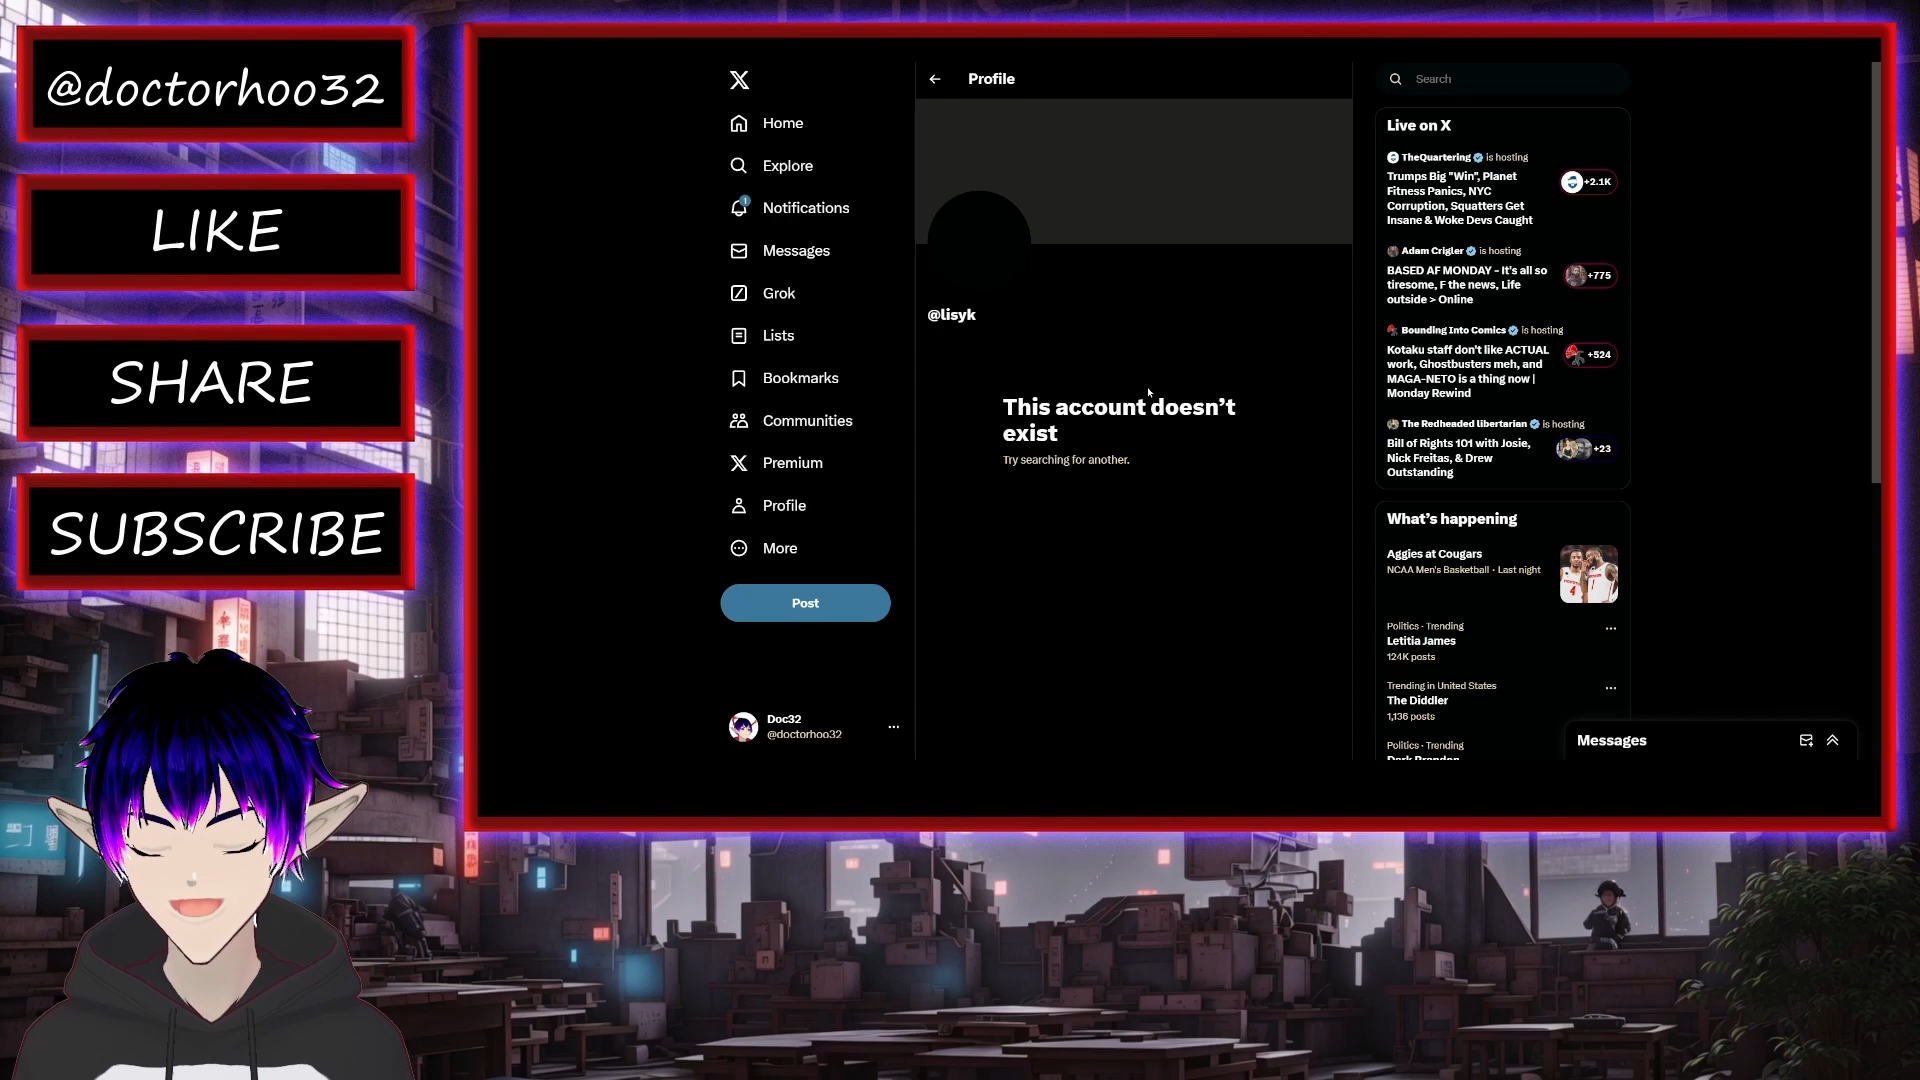 @doctorhoo32
LIKE
SHARE
SUBSCRIBE
Home
Explore
1
Notifications
Messages
Grok
Lists
Bookmarks
Communities
Premium
Profile
More
Post
Doc32
@doctorhoo32
Profile
@lisyk
This account doesn’t
exist
Try searching for another.
Search
Live on X
TheQuartering is hosting
Trumps Big "Win", Planet
Fitness Panics, NYC
Corruption, Squatters Get
Insane & Woke Devs Caught
+2.1K
Adam Crigler is hosting
BASED AF MONDAY - It's all so
tiresome, F the news, Life
outside > Online
+775
Bounding Into Comics is hosting
Kotaku staff don't like ACTUAL
work, Ghostbusters meh, and
MAGA-NETO is a thing now |
Monday Rewind
+524
The Redheaded libertarian is hosting
Bill of Rights 101 with Josie,
Nick Freitas, & Drew
Outstanding
+23
What’s happening
Aggies at Cougars
NCAA Men's Basketball · Last night
Politics · Trending
Letitia James
124K posts
Trending in United States
The Diddler
1,136 posts
Politics · Trending
Dark Brandon
Messages